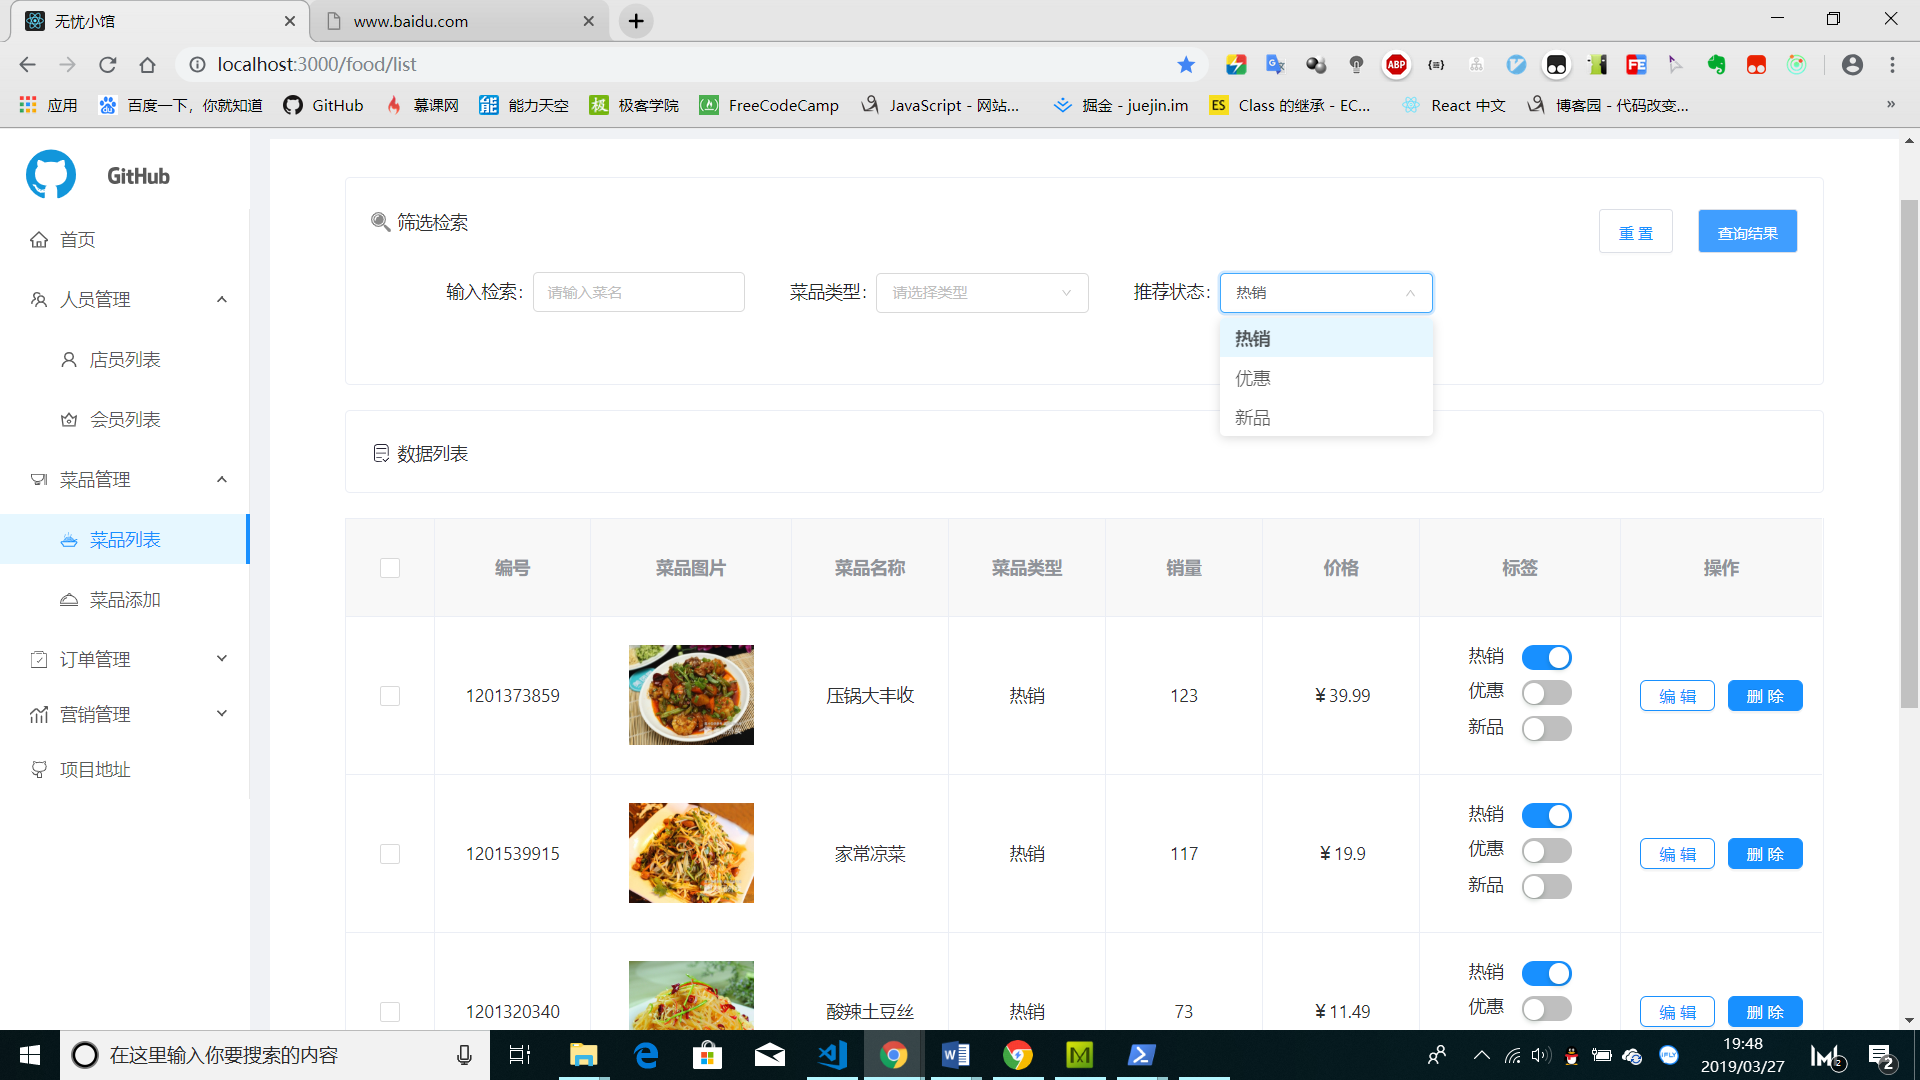 无忧小馆
www.baidu.com
localhost:3000/food/list
应用
百度一下，你就知道
GitHub
慕课网
能力天空
极客学院
FreeCodeCamp
JavaScript - 网站...
掘金 - juejin.im
Class 的继承 - EC...
React 中文
博客园 - 代码改变...
GitHub
首页
人员管理
店员列表
会员列表
菜品管理
菜品列表
菜品添加
订单管理
营销管理
项目地址
筛选检索
重 置
查询结果
输入检索:
请输入菜名
菜品类型:
请选择类型
推荐状态:
热销
热销
优惠
新品
数据列表
编号 菜品图片 菜品名称 菜品类型 销量 价格 标签 操作
1201373859 压锅大丰收 热销 123 ¥ 39.99
热销
优惠
新品
编 辑 删 除
1201539915 家常凉菜 热销 117 ¥ 19.9
热销
优惠
新品
编 辑 删 除
1201320340 酸辣土豆丝 热销 73 ¥ 11.49
热销
优惠
编 辑 删 除
在这里输入你要搜索的内容
19:48
2019/03/27